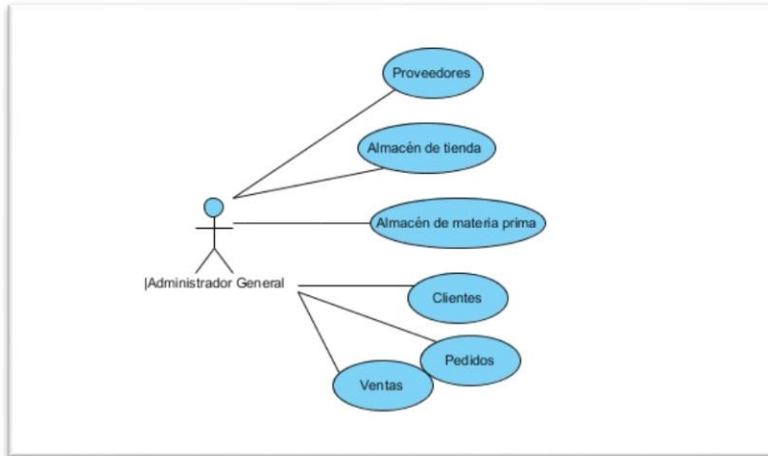 Proveedores
Almacén de tienda
Almacén de materia prima
|Administrador General
Clientes
Pedidos
Ventas